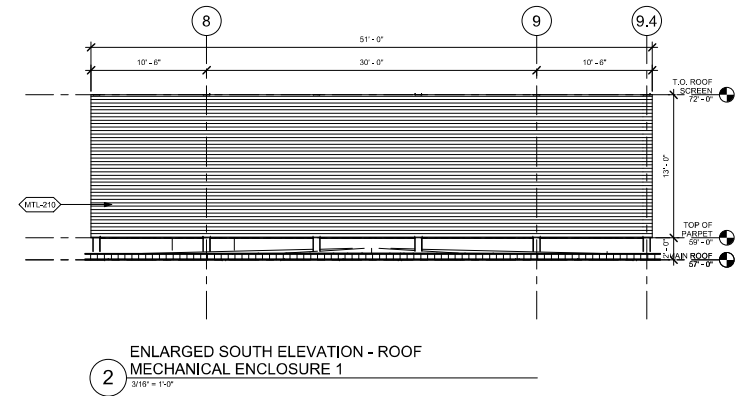 8
9
9.4
51' - 0"
10' - 6"
30' - 0"
10' - 6"
T.O. ROOF
SCREEN
72' - 0"
13' - 0"
MTL-210
TOP OF
PARPET
59' - 0"
2' - 0"
ROOF
57' - 0"
2
ENLARGED SOUTH ELEVATION - ROOF
MECHANICAL ENCLOSURE 1
3/16" = 1'-0"